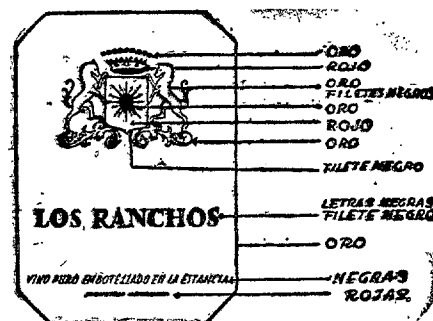 ORO
ROJO
ORO
FILETES NEGROS
ORO
ROJO
ORO
FILETE NEGRO
LETRAS NEGRAS
LOS RANCHOS
FILETE NEGRO
ORO
VINO PURO EMBOTELLADO EN LA ESTANCIA
NEGRAS
ROJAS